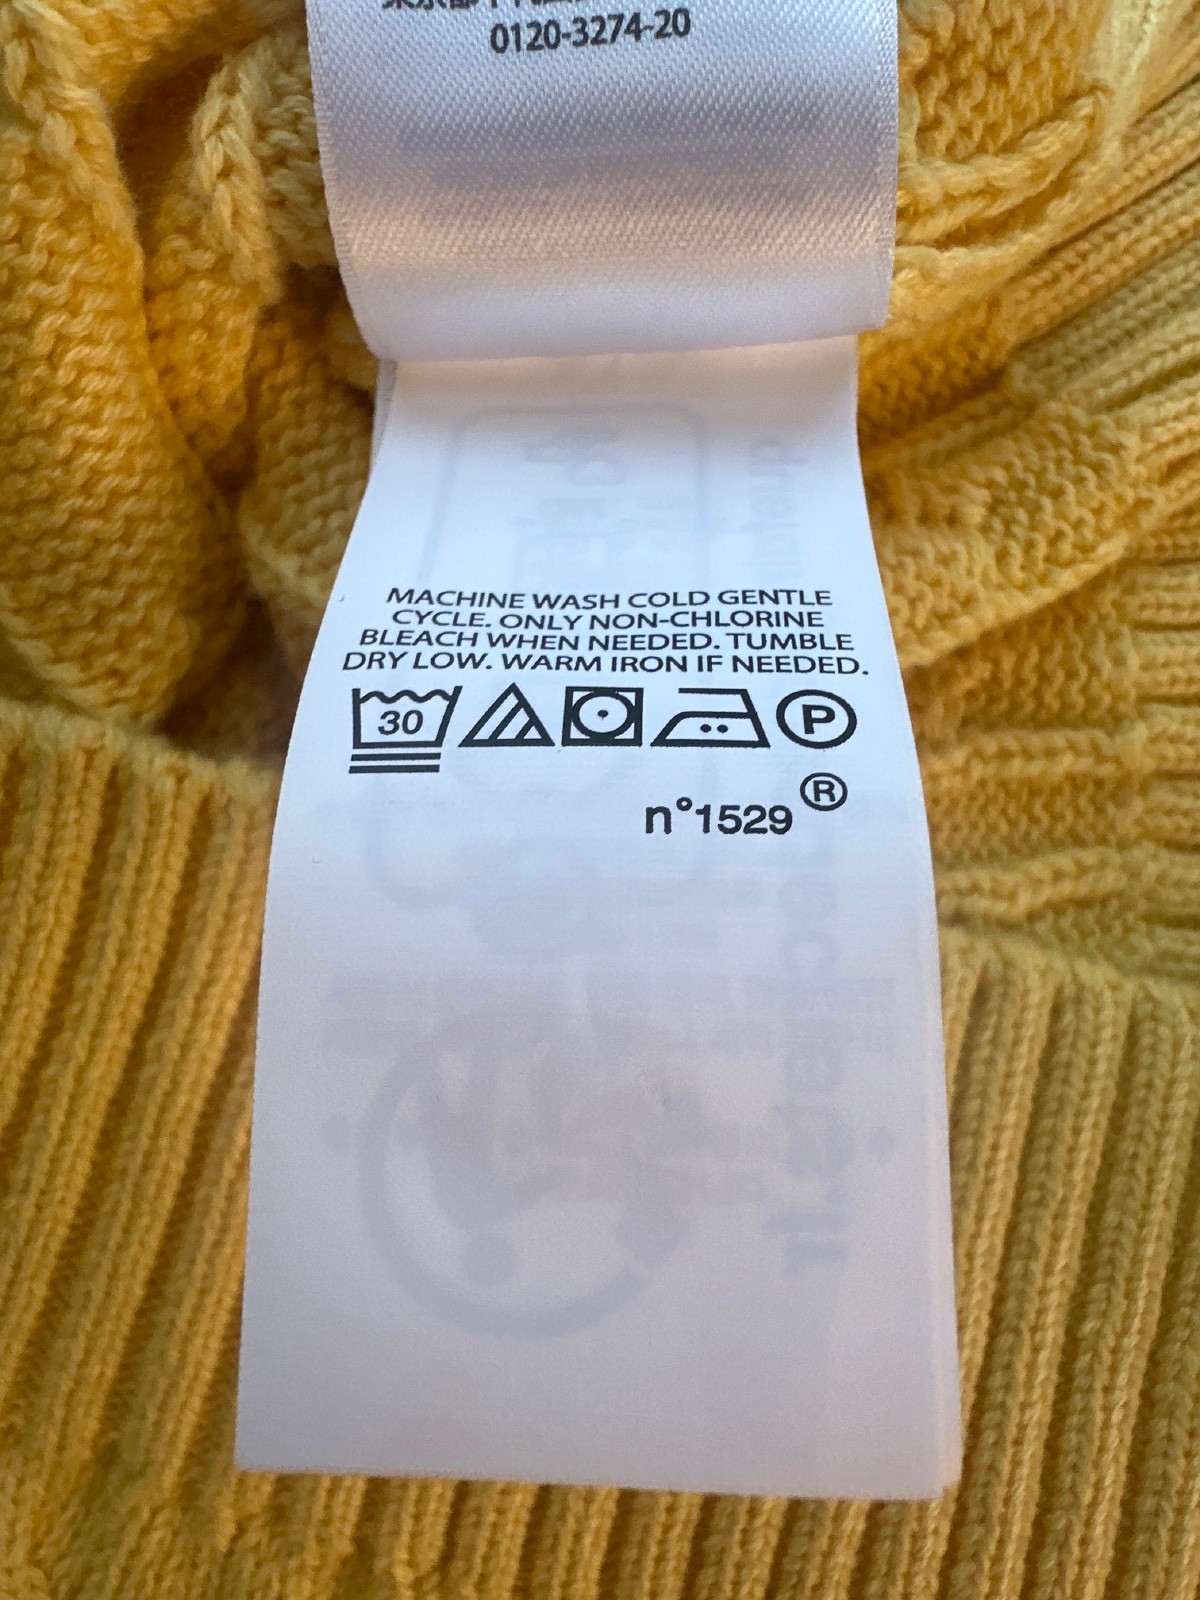 0120-3274-20
MACHINE WASH COLD GENTLE
CYCLE. ONLY NON-CHLORINE
BLEACH WHEN NEEDED. TUMBLE
DRY LOW. WARM IRON IF NEEDED.
30
P
n°1529®